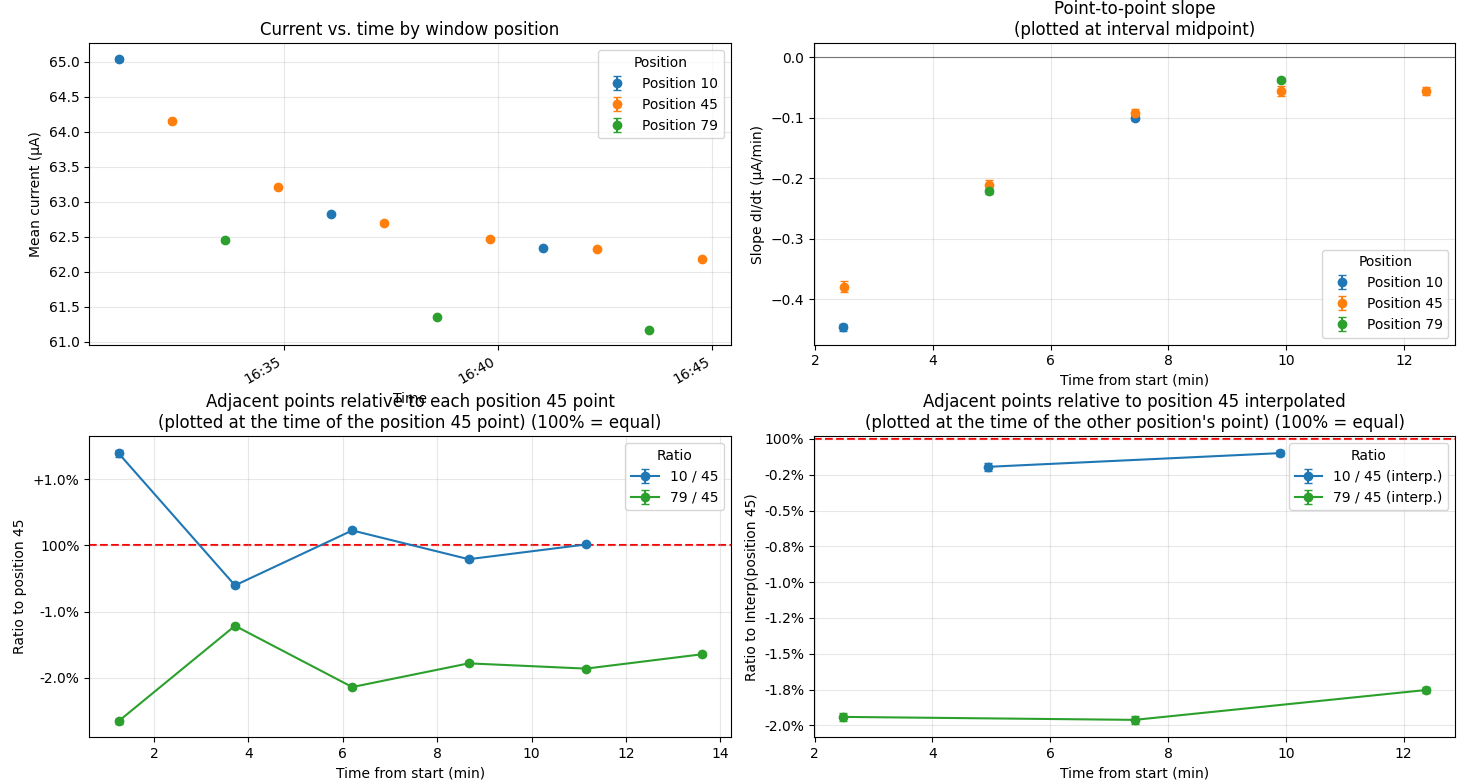 Current vs. time by window position
Mean current (µA)
65.0
64.5
64.0
63.5
63.0
62.5
62.0
61.5
61.0
Position
Position 10
Position 45
Position 79
16:35
16:40
16:45
Time
Point-to-point slope
(plotted at interval midpoint)
Slope dI/dt (µA/min)
0.0
−0.1
−0.2
−0.3
−0.4
Position
Position 10
Position 45
Position 79
2
4
6
8
10
12
Time from start (min)
Adjacent points relative to each position 45 point
(plotted at the time of the position 45 point) (100% = equal)
Ratio to position 45
+1.0%
100%
-1.0%
-2.0%
Ratio
10 / 45
79 / 45
2
4
6
8
10
12
14
Time from start (min)
Adjacent points relative to position 45 interpolated
(plotted at the time of the other position's point) (100% = equal)
Ratio to Interp(position 45)
100%
-0.2%
-0.5%
-0.8%
-1.0%
-1.2%
-1.5%
-1.8%
-2.0%
Ratio
10 / 45 (interp.)
79 / 45 (interp.)
2
4
6
8
10
12
Time from start (min)